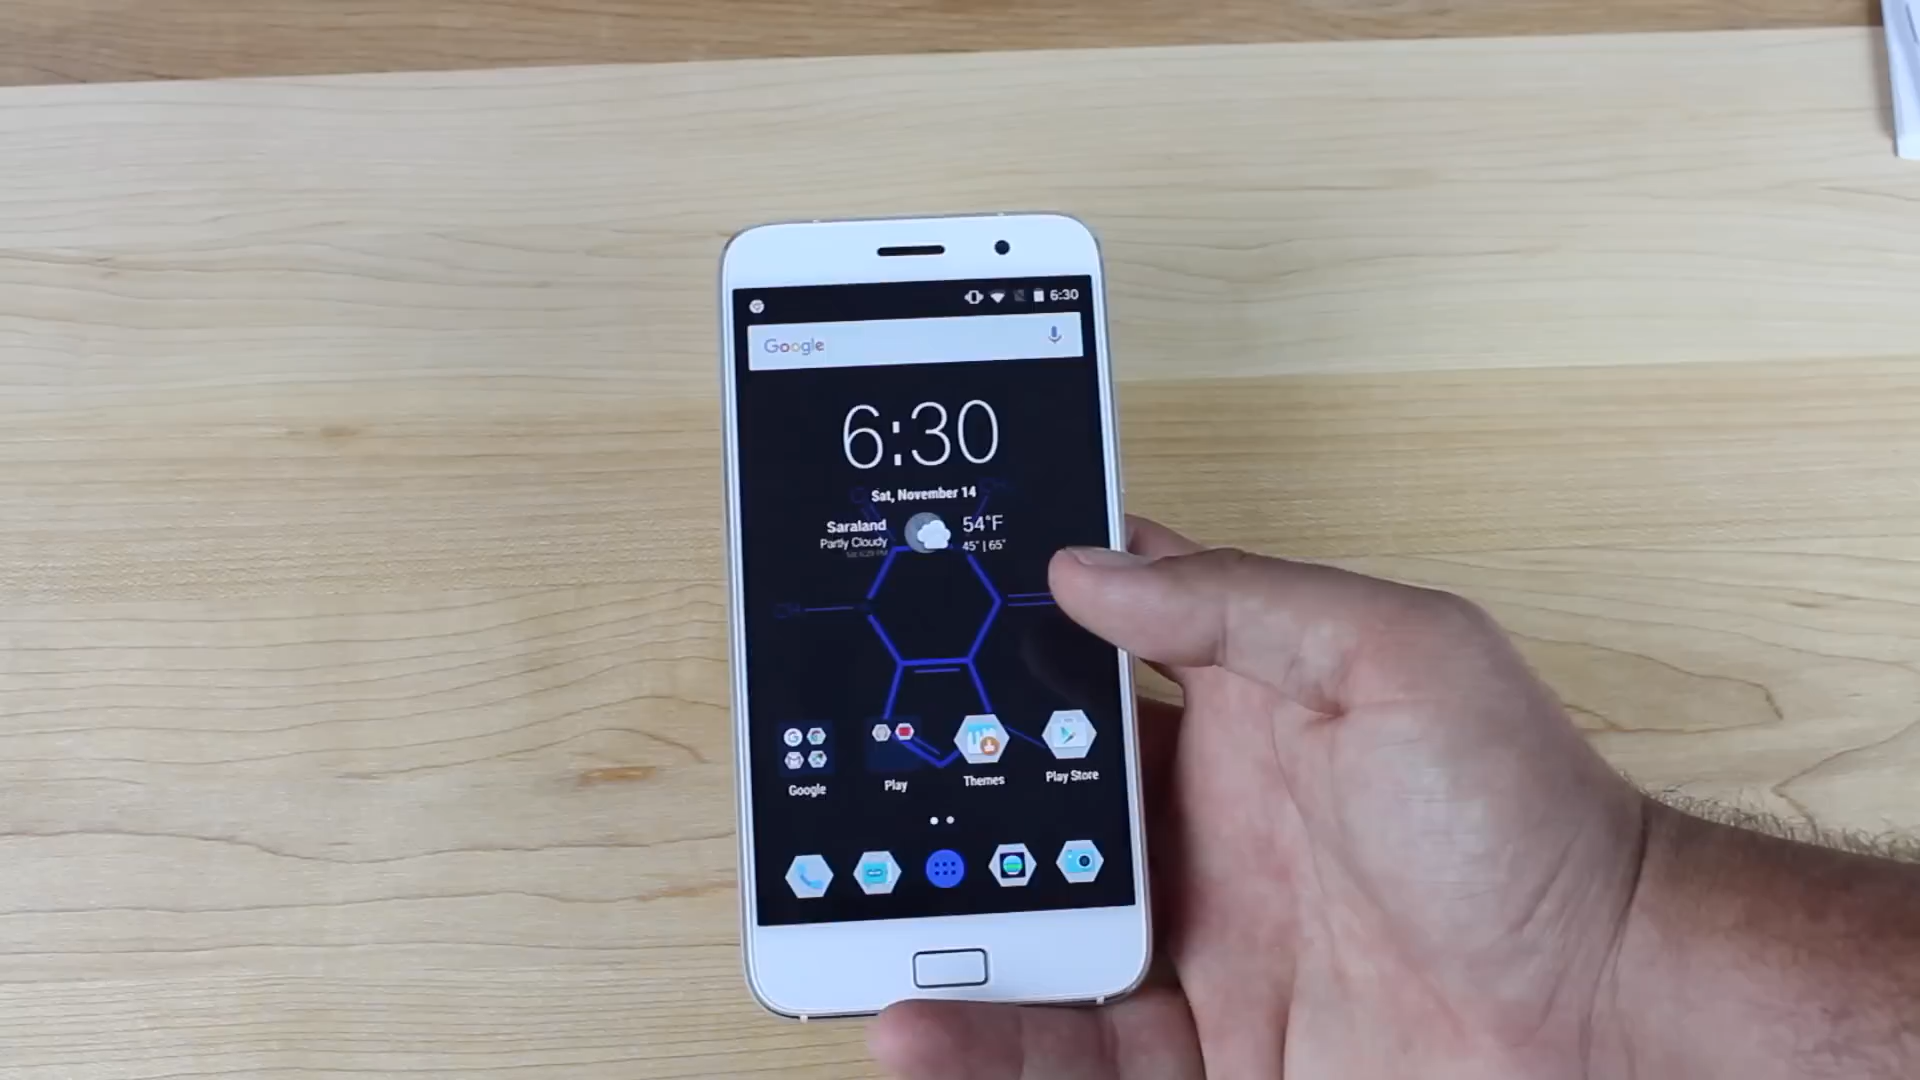 6:30
Google
6:30
Sat, November 14
Saraland
54°F
Partly Cloudy
45° | 65°
Google
Play
Themes
Play Store